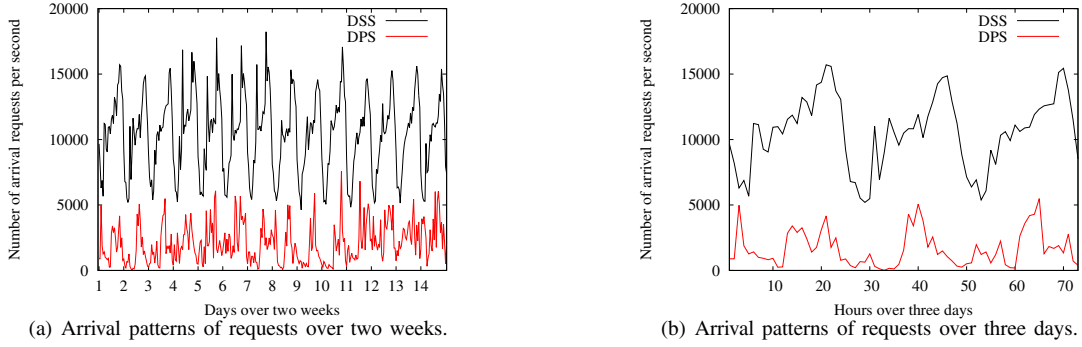 20000
15000
10000
5000
0
Number of arrival requests per second
DSS
DPS
1 2 3 4 5 6 7 8 9 10 11 12 13 14
Days over two weeks
(a) Arrival patterns of requests over two weeks.
20000
15000
10000
5000
0
Number of arrival requests per second
DSS
DPS
10 20 30 40 50 60 70
Hours over three days
(b) Arrival patterns of requests over three days.